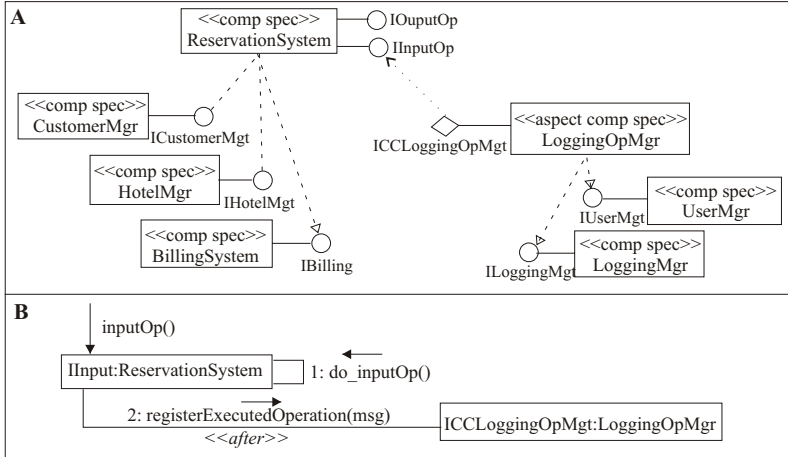 A
<<comp spec>>
ReservationSystem
IOuputOp
IInputOp
<<comp spec>>
CustomerMgr
ICustomerMgt
<<aspect comp spec>>
LoggingOpMgr
ICCLoggingOpMgt
<<comp spec>>
HotelMgr
IHotelMgt
<<comp spec>>
UserMgr
IUserMgt
<<comp spec>>
BillingSystem
IBilling
<<comp spec>>
LoggingMgr
ILoggingMgt
B
inputOp()
IInput:ReservationSystem
1: do_inputOp()
2: registerExecutedOperation(msg)
<<after>>
ICCLoggingOpMgt:LoggingOpMgr